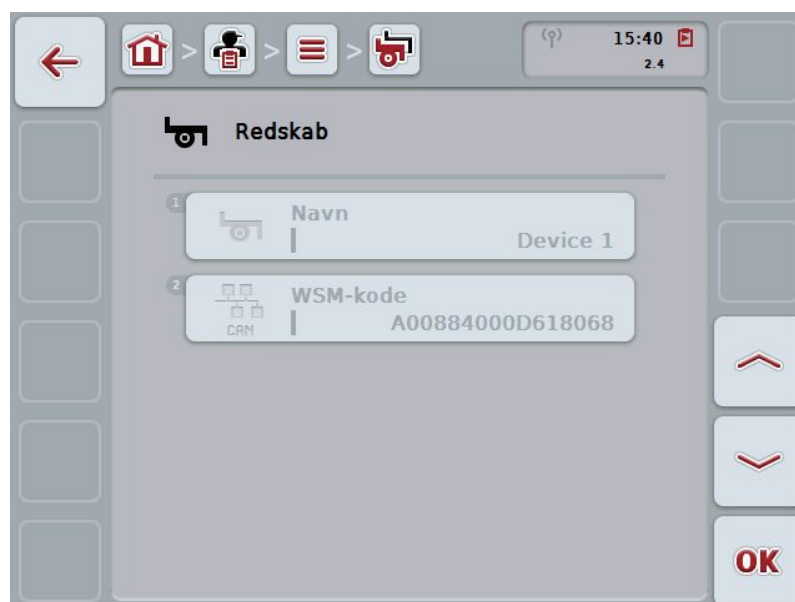 > > >
15:40
2.4
Redskab
1
Navn
Device 1
2
WSM-kode
CAN
A00884000D618068
OK